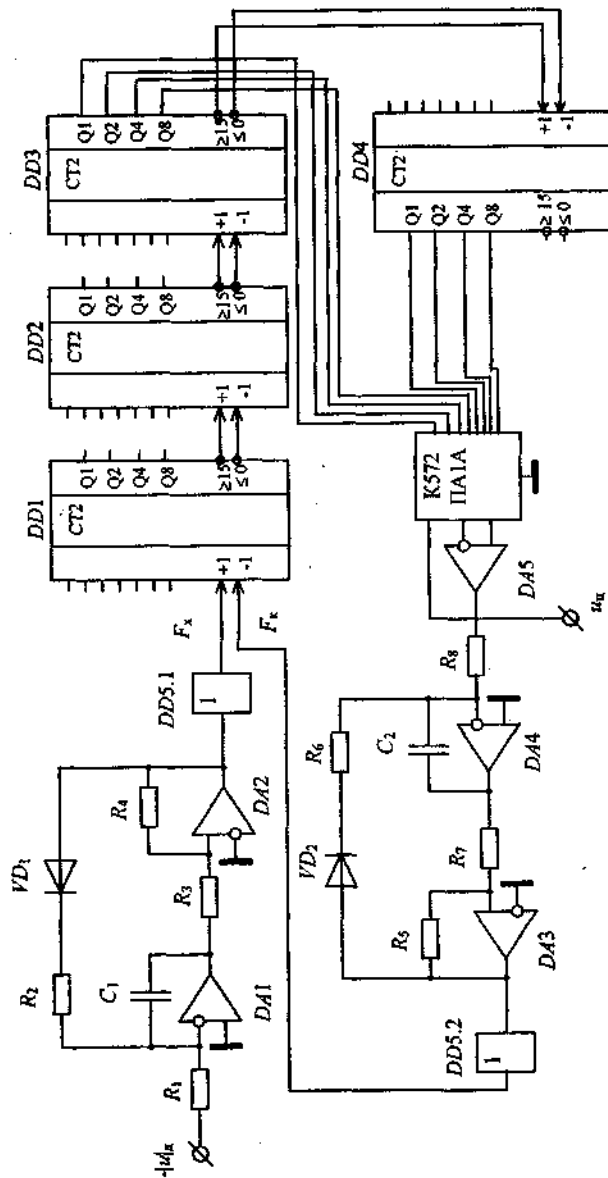 -|u|х
R₁
R₂
VD₁
C₁
DA1
R₃
R₄
DA2
DD5.1
1
Fх
Fк
DD1
CT2
+1
-1
Q1
Q2
Q4
Q8
≥15
≤0
DD2
CT2
+1
-1
Q1
Q2
Q4
Q8
≥15
≤0
DD3
CT2
+1
-1
Q1
Q2
Q4
Q8
≥15
≤0
DD5.2
1
DA3
R₅
VD₂
R₆
R₇
C₂
DA4
R₈
DA5
uц
К572
ПА1А
DD4
CT2
Q1
Q2
Q4
Q8
≥15
≤0
+1
-1